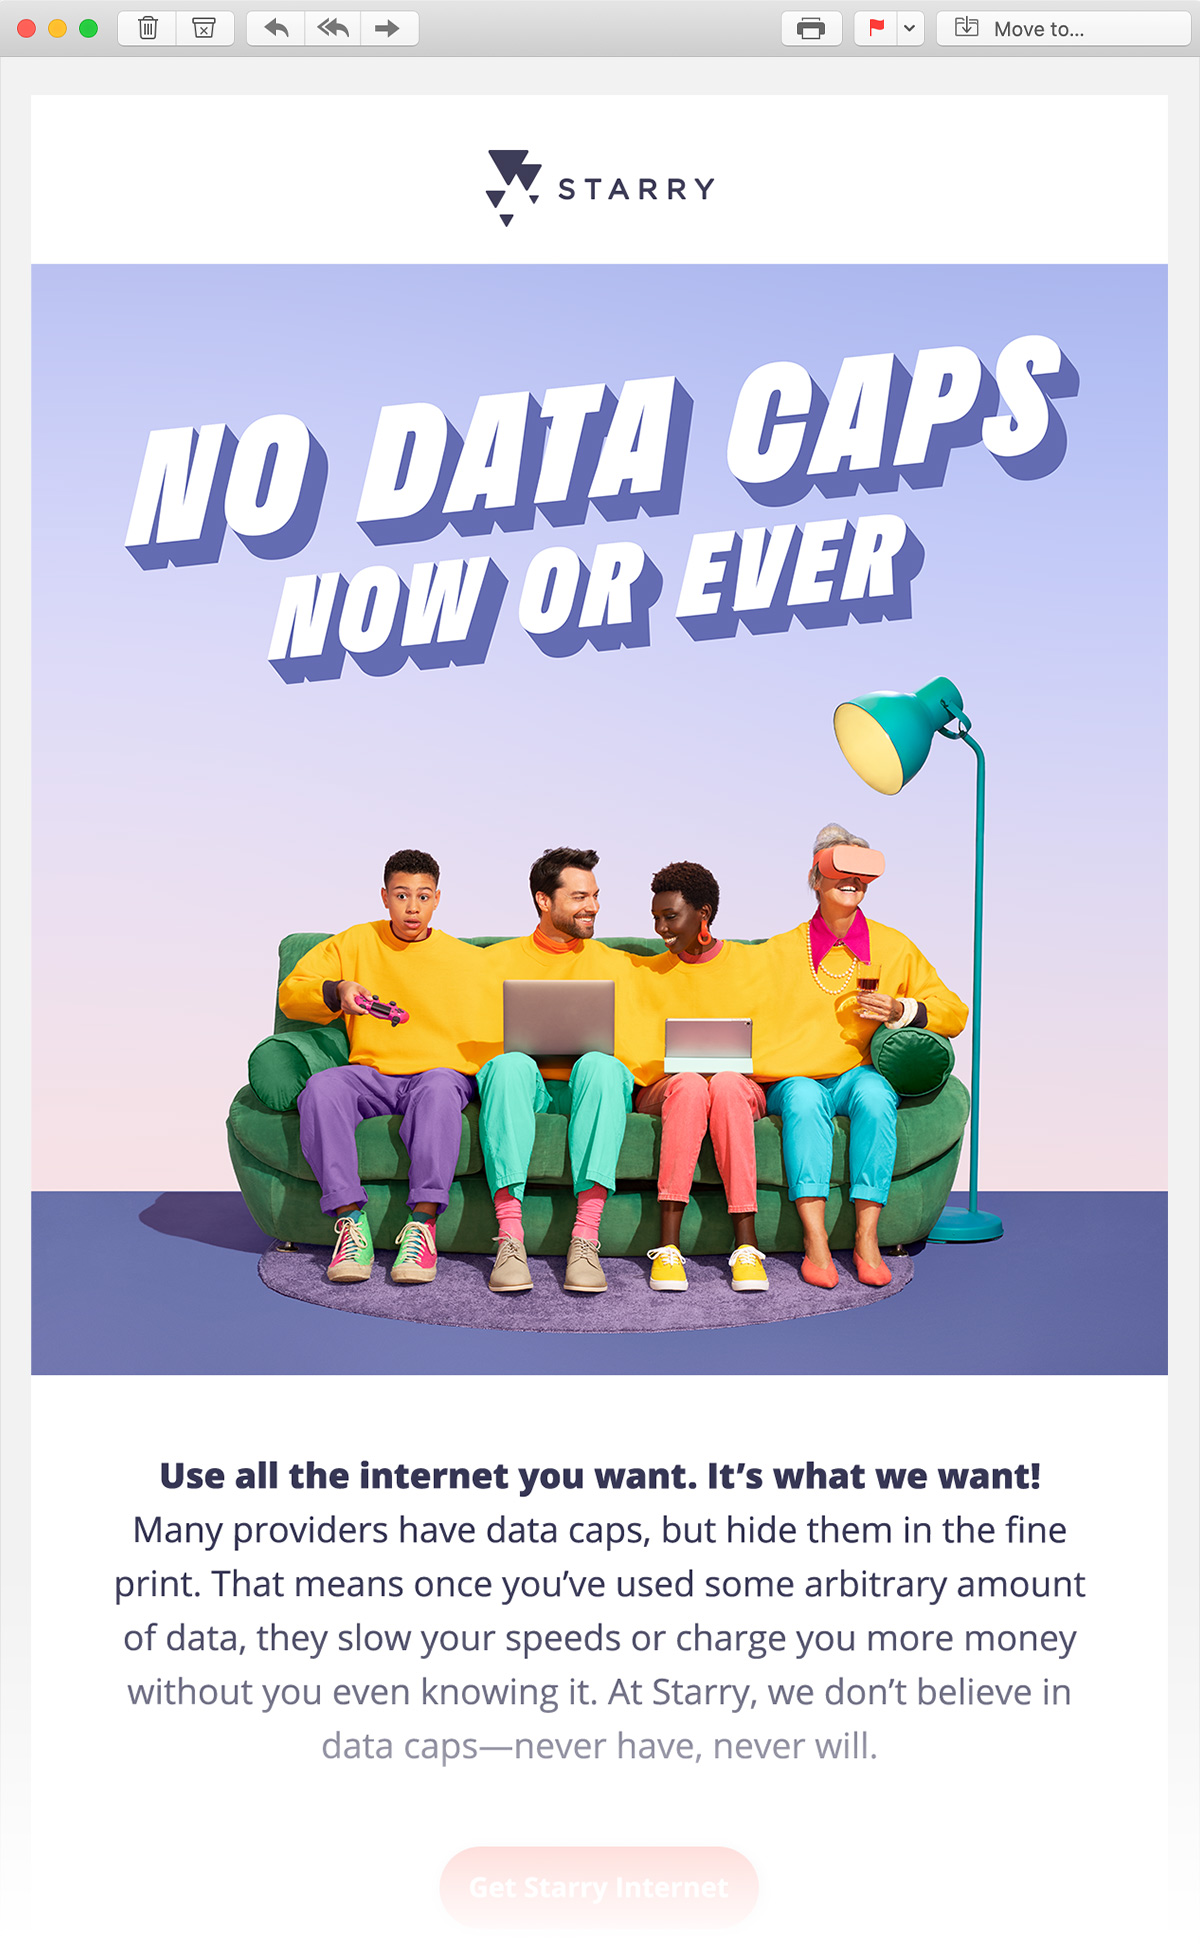 Move to...
STARRY
NO DATA CAPS
NOW OR EVER
Use all the internet you want. It’s what we want!
Many providers have data caps, but hide them in the fine
print. That means once you’ve used some arbitrary amount
of data, they slow your speeds or charge you more money
without you even knowing it. At Starry, we don’t believe in
data caps—never have, never will.
Get Starry Internet